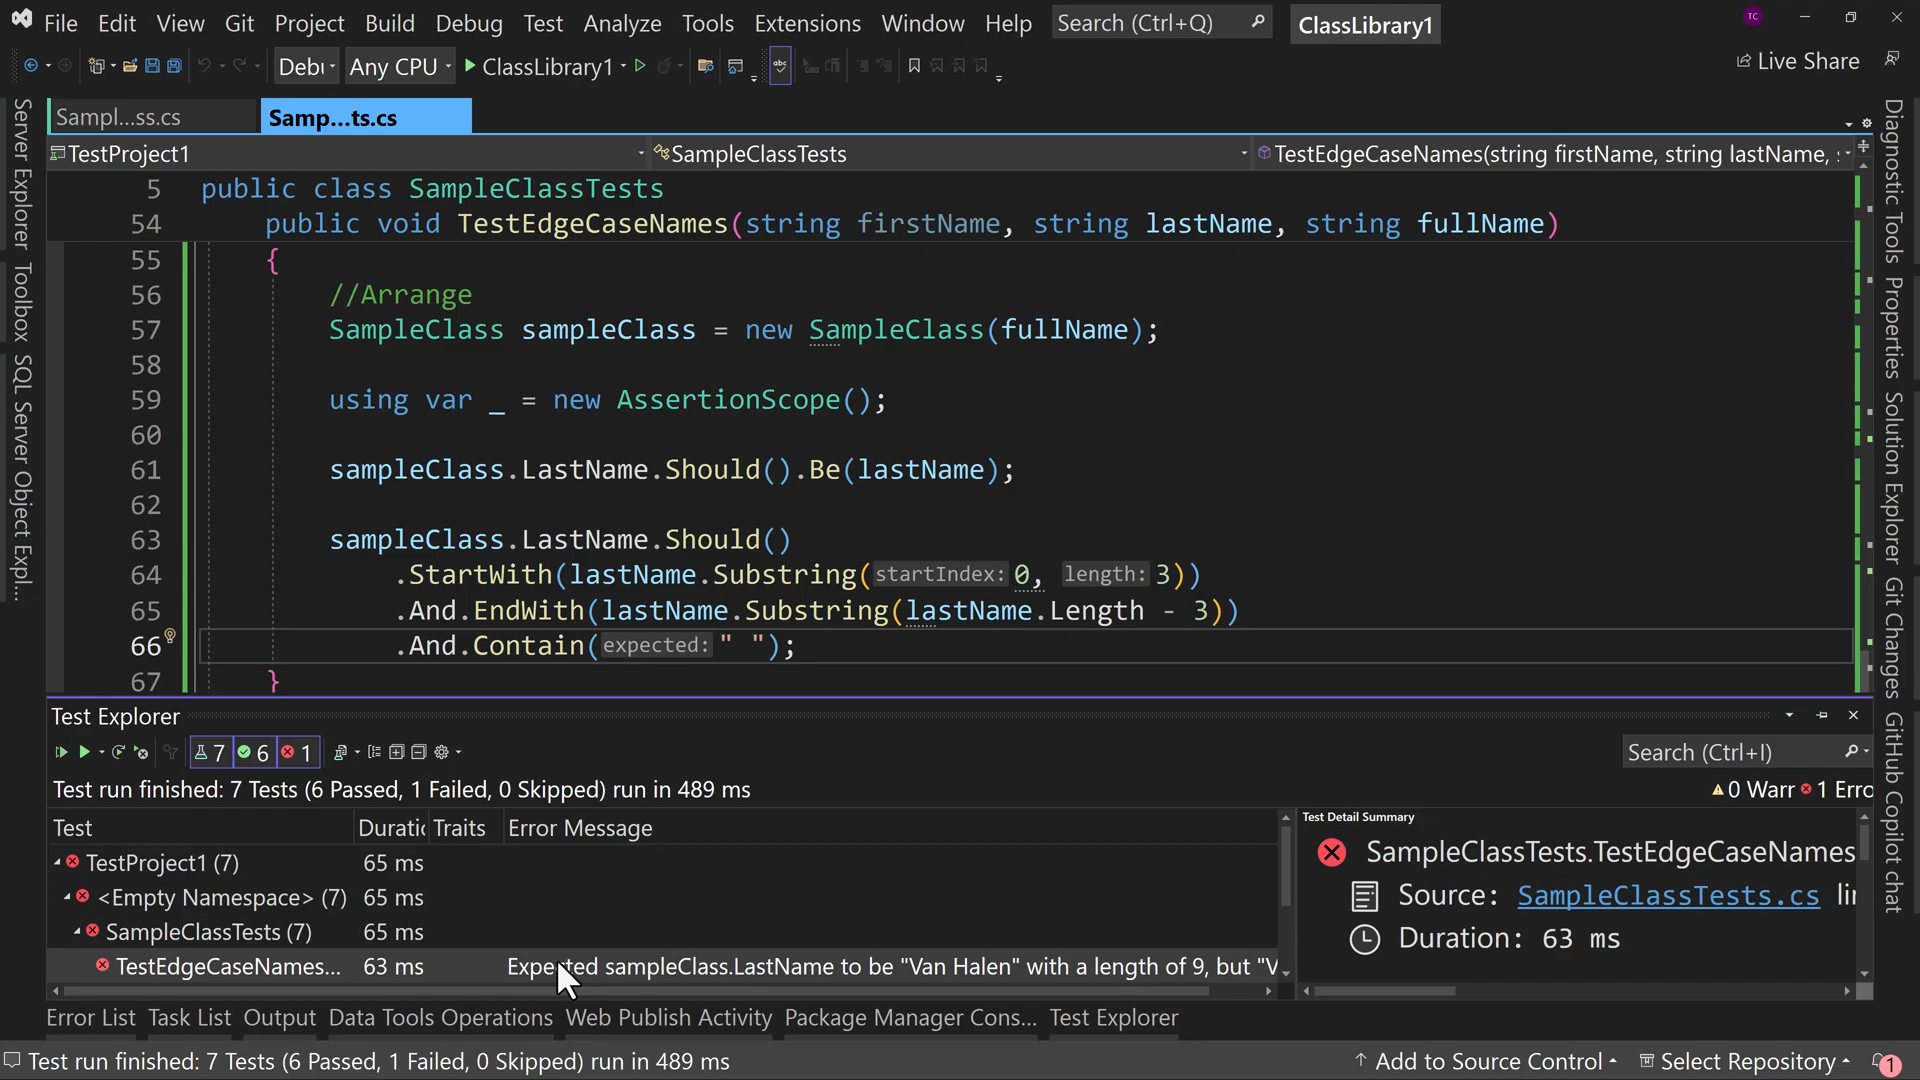 File Edit View Git Project Build Debug Test Analyze Tools Extensions Window Help Search (Ctrl+Q) ClassLibrary1 TC
Debu Any CPU ClassLibrary1 abc Live Share
Sampl...ss.cs Samp...ts.cs
TestProject1 SampleClassTests TestEdgeCaseNames(string firstName, string lastName, :
5 public class SampleClassTests
54 public void TestEdgeCaseNames(string firstName, string lastName, string fullName)
55 {
56 //Arrange
57 SampleClass sampleClass = new SampleClass(fullName);
58
59 using var _ = new AssertionScope();
60
61 sampleClass.LastName.Should().Be(lastName);
62
63 sampleClass.LastName.Should()
64 .StartWith(lastName.Substring(startIndex:0, length:3))
65 .And.EndWith(lastName.Substring(lastName.Length - 3))
66 .And.Contain(expected:" ");
67 }
Server Explorer
Toolbox
SQL Server Object Expl...
Diagnostic Tools
Properties
Solution Explorer
Git Changes
GitHub Copilot chat
Test Explorer
7 6 1 Search (Ctrl+I)
Test run finished: 7 Tests (6 Passed, 1 Failed, 0 Skipped) run in 489 ms 0 Warr 1 Erro
Test Duratic Traits Error Message
TestProject1 (7) 65 ms
<Empty Namespace> (7) 65 ms
SampleClassTests (7) 65 ms
TestEdgeCaseNames... 63 ms Expected sampleClass.LastName to be "Van Halen" with a length of 9, but "V
Test Detail Summary
SampleClassTests.TestEdgeCaseNames
Source: SampleClassTests.cs lir
Duration: 63 ms
Error List Task List Output Data Tools Operations Web Publish Activity Package Manager Cons... Test Explorer
Test run finished: 7 Tests (6 Passed, 1 Failed, 0 Skipped) run in 489 ms Add to Source Control Select Repository 1